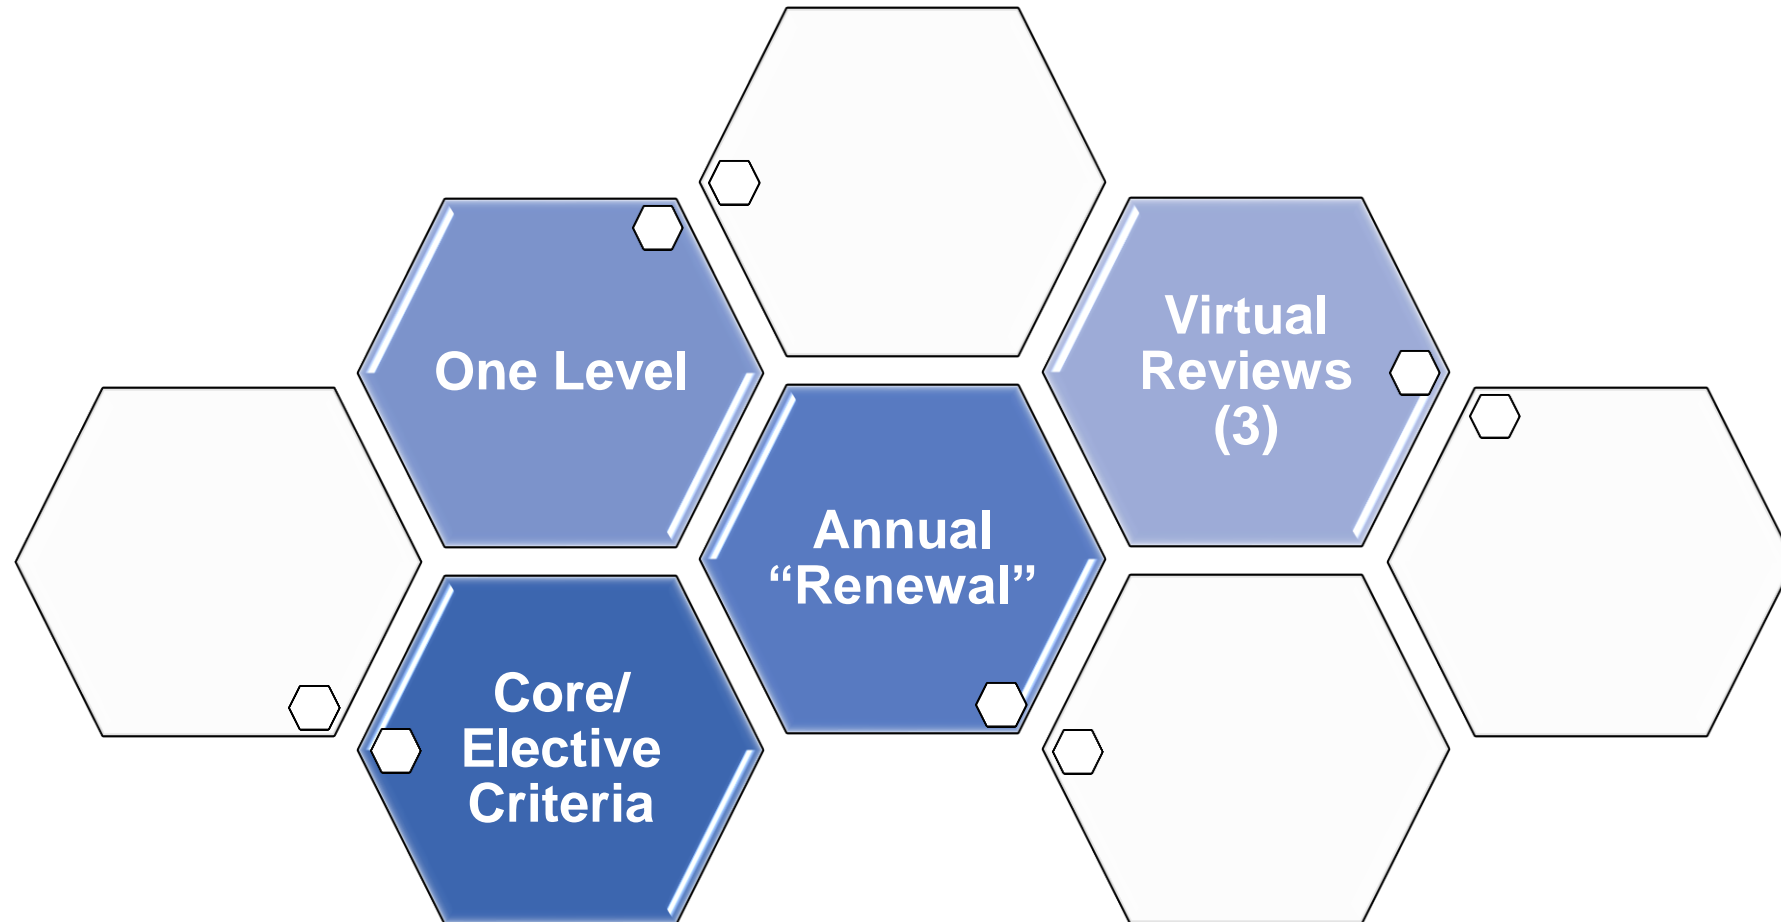 One Level
Virtual
Reviews
(3)
Annual
“Renewal”
Core/
Elective
Criteria